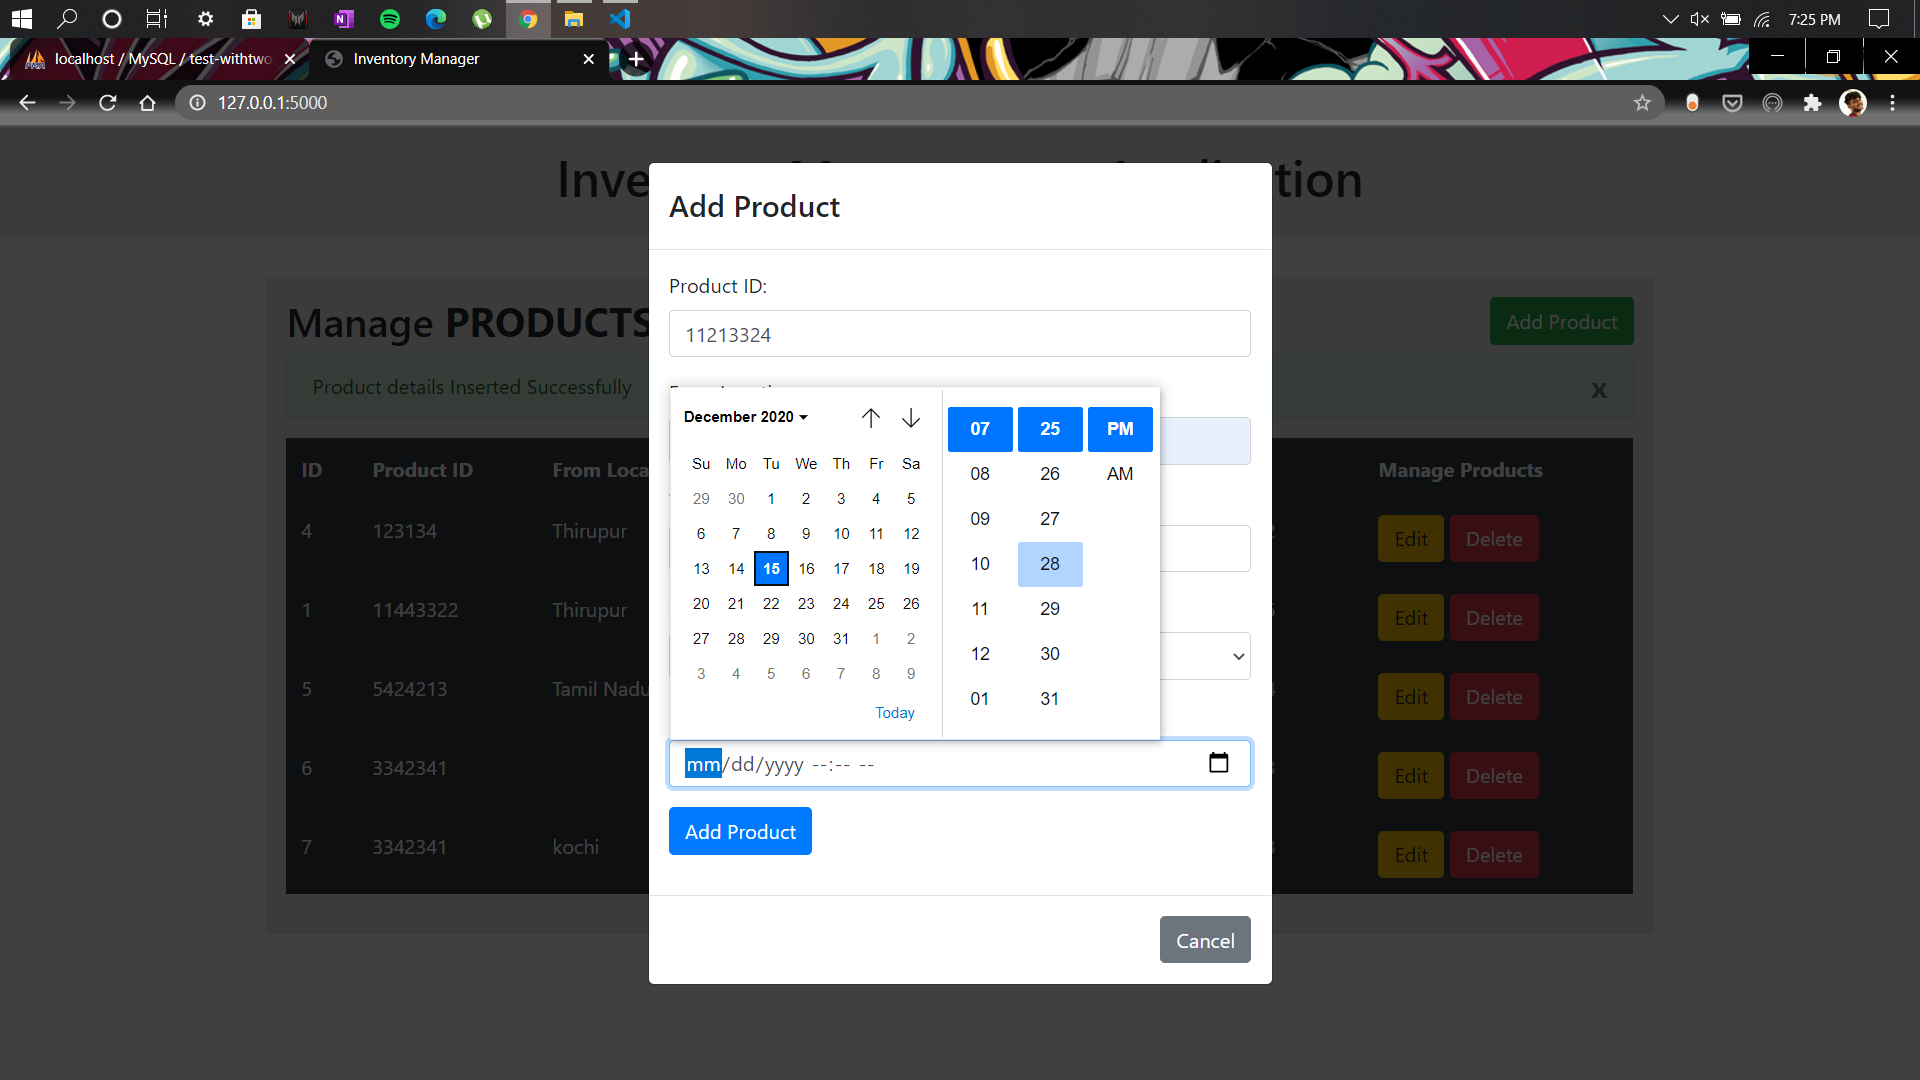 7:25 PM
localhost / MySQL / test-withtwo
Inventory Manager
127.0.0.1:5000
Inve
tion
Add Product
Manage PRODUCTS
Add Product
Product ID:
11213324
Product details Inserted Successfully
x
December 2020
Su Mo Tu We Th Fr Sa
29 30 1 2 3 4 5
6 7 8 9 10 11 12
13 14 15 16 17 18 19
20 21 22 23 24 25 26
27 28 29 30 31 1 2
3 4 5 6 7 8 9
Today
07 25 PM
08 26 AM
09 27
10 28
11 29
12 30
01 31
mm/dd/yyyy --:-- --
Add Product
Cancel
ID Product ID From Loca Manage Products
4 123134 Thirupur Edit Delete
1 11443322 Thirupur Edit Delete
5 5424213 Tamil Nadu Edit Delete
6 3342341 Edit Delete
7 3342341 kochi Edit Delete